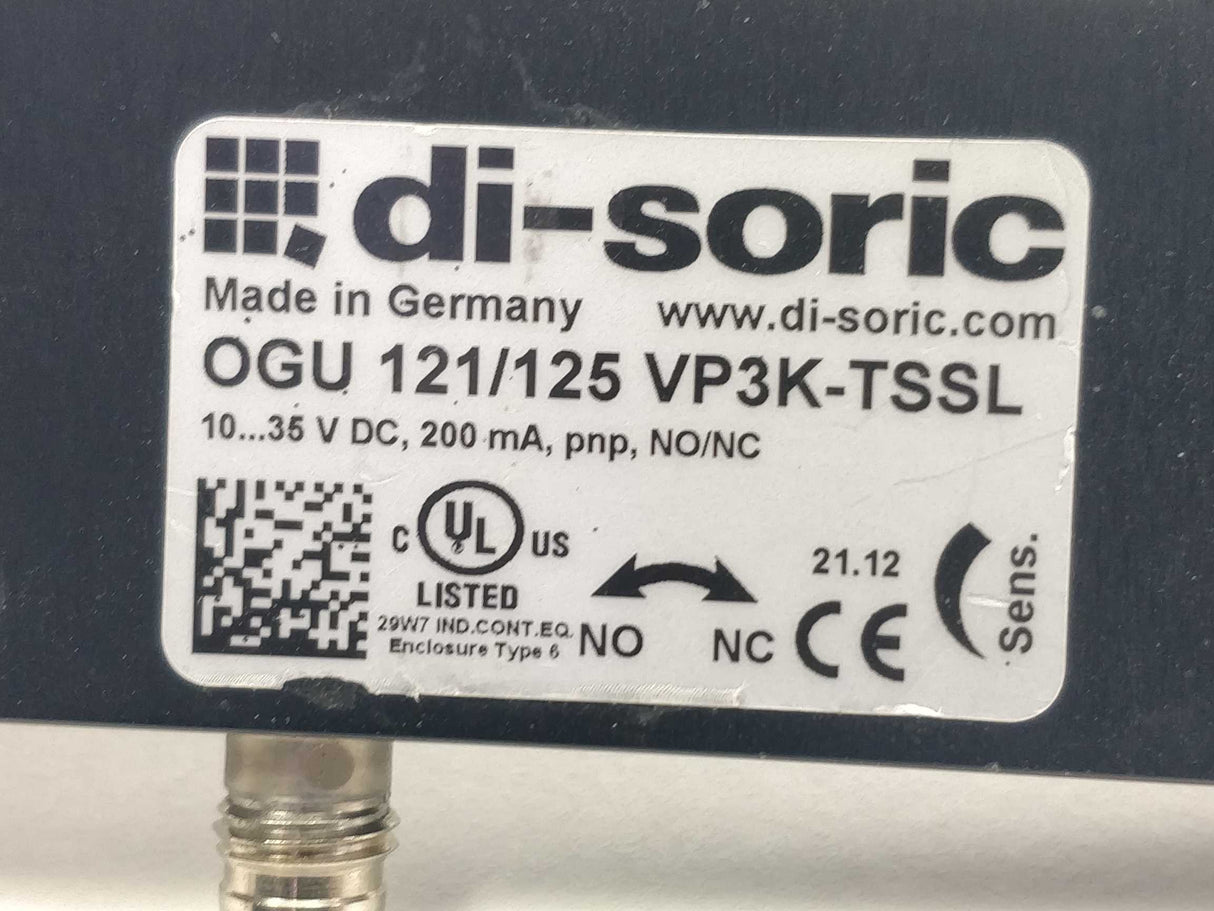 di-soric
Made in Germany www.di-soric.com
OGU 121/125 VP3K-TSSL
10...35 V DC, 200 mA, pnp, NO/NC
C UL ® US
LISTED
29W7 IND.CONT.EQ.
Enclosure Type 6
NO NC
21.12
CE
Sens.